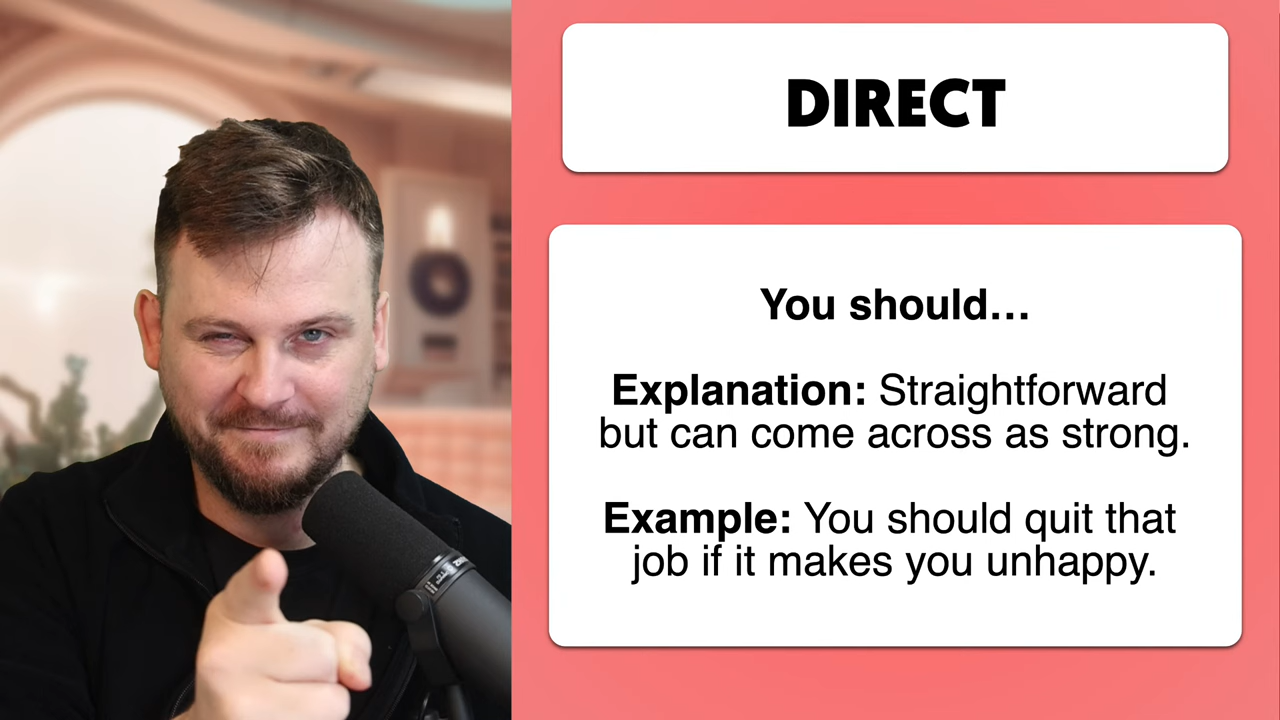 DIRECT
You should...
Explanation: Straightforward
but can come across as strong.
Example: You should quit that
job if it makes you unhappy.